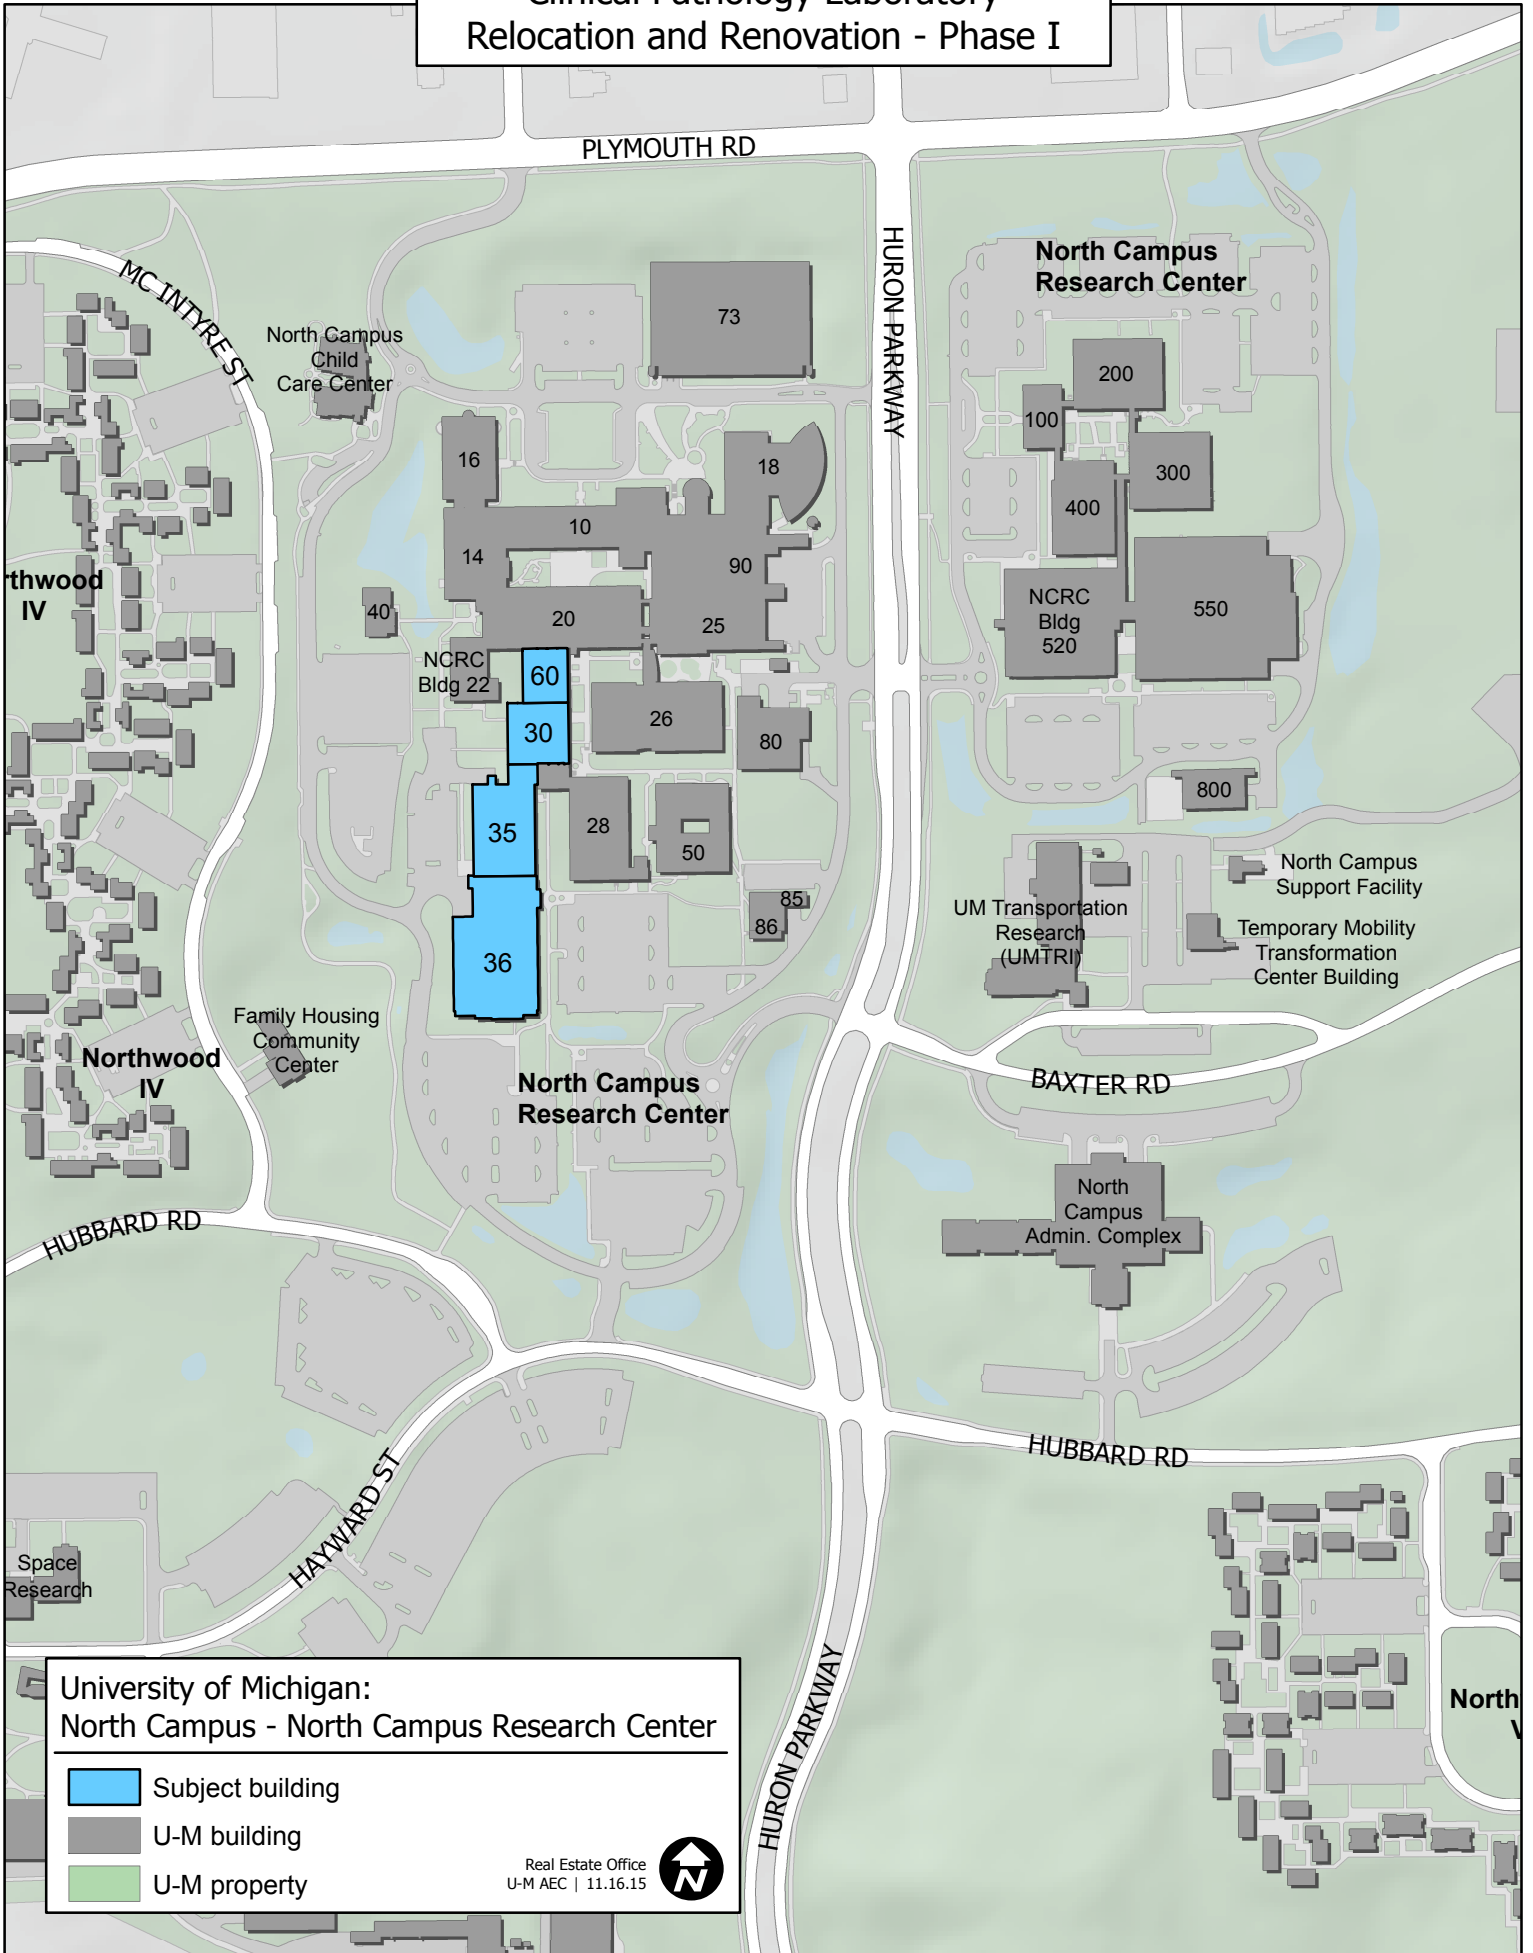 Clinical Pathology Laboratory
Relocation and Renovation - Phase I
PLYMOUTH RD
HURON PARKWAY
North Campus
Research Center
MC INTYRE ST
North Campus
Child
Care Center
73
200
100
300
400
16
18
10
14
90
550
NCRC
Bldg
520
40
20
25
rthwood
IV
NCRC
Bldg 22
60
26
30
80
800
35
28
50
North Campus
Support Facility
85
86
UM Transportation
Research
(UMTRI)
Temporary Mobility
Transformation
Center Building
36
Family Housing
Community
Center
Northwood
IV
North Campus
Research Center
BAXTER RD
North
Campus
Admin. Complex
HUBBARD RD
HUBBARD RD
HAYWARD ST
Space
Research
HURON PARKWAY
North
V
University of Michigan:
North Campus - North Campus Research Center
Subject building
U-M building
U-M property
Real Estate Office
U-M AEC | 11.16.15
N